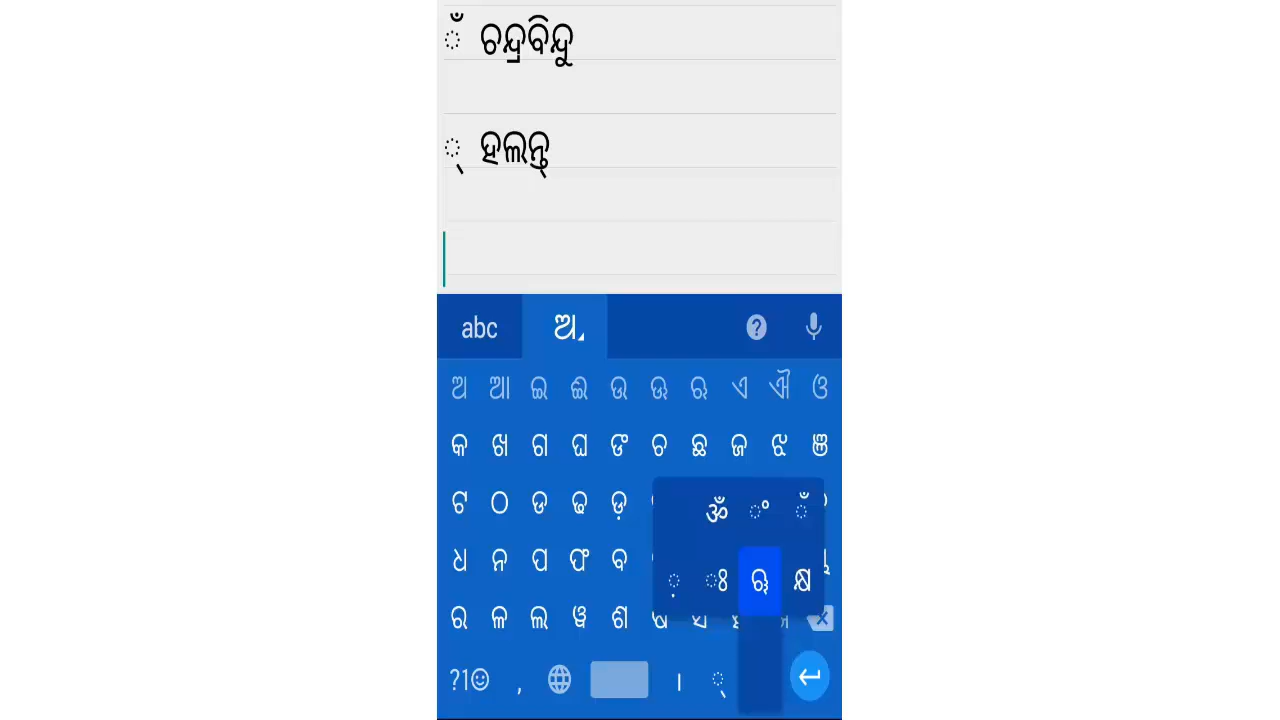 ଁ ଚନ୍ଦ୍ରବିନ୍ଦୁ
୍ ହଲନ୍ତ୍
abc ଅ
ଅ ଆ ଇ ଈ ଉ ଊ ଋ ଏ ଐ ଓ
କ ଖ ଗ ଘ ଙ ଚ ଛ ଜ ଝ ଞ
ଟ ଠ ଡ ଢ ଡ଼ ଓଁ ଂ ଁ
ଧ ନ ପ ଫ ବ ଼ ଃ ଋ କ୍ଷ
ର ଳ ଲ ୱ ଶ
?1 , । ୍